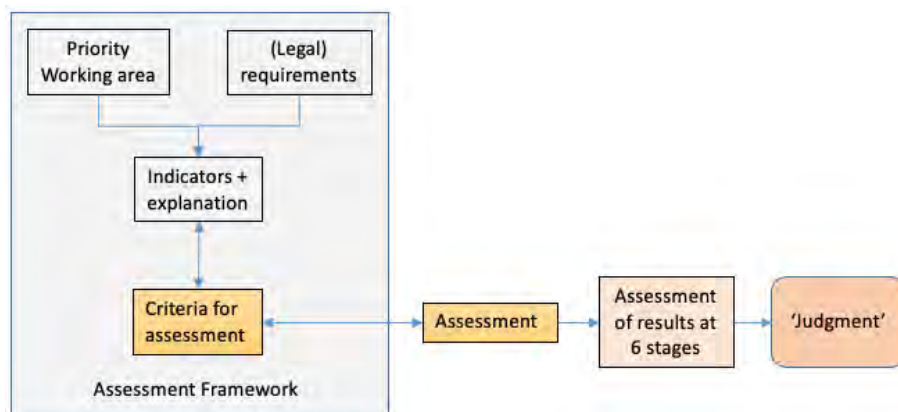 Priority
Working area
(Legal)
requirements
Indicators +
explanation
Criteria for
assessment
Assessment
Assessment
of results at
6 stages
‘Judgment’
Assessment Framework